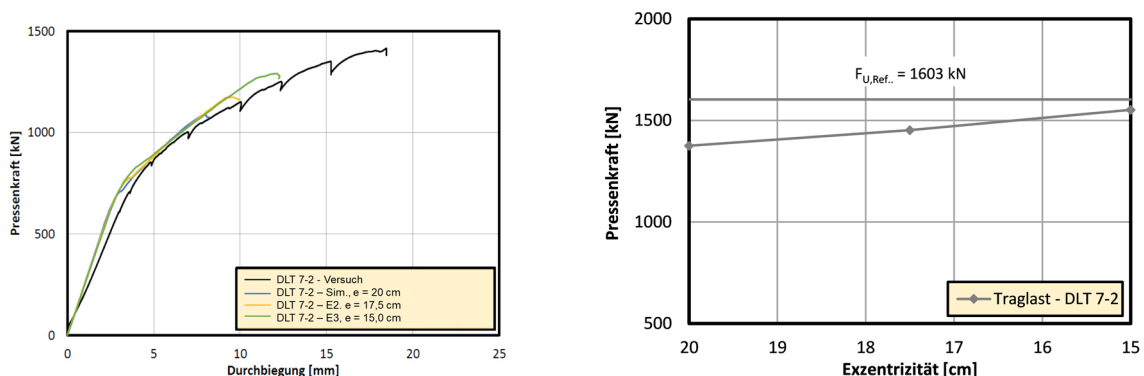 1500
1000
500
0
Pressenkraft [kN]
0 5 10 15 20 25
Durchbiegung [mm]
DLT 7-2 - Versuch
DLT 7-2 – Sim., e = 20 cm
DLT 7-2 – E2. e = 17,5 cm
DLT 7-2 – E3, e = 15,0 cm
2000
1500
1000
500
Pressenkraft [kN]
F U,Ref.. = 1603 kN
Traglast - DLT 7-2
20 19 18 17 16 15
Exzentrizität [cm]